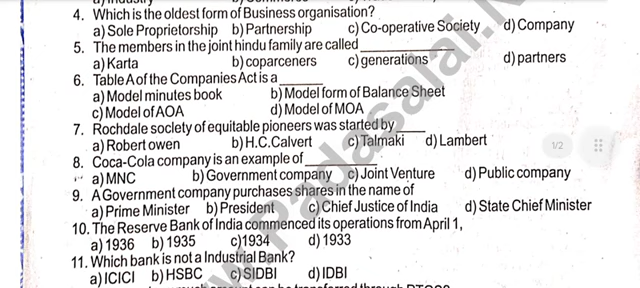 4. Which is the oldest form of Business organisation?
a) Sole Proprietorship b) Partnership c) Co-operative Society d) Company
5. The members in the joint hindu family are called
a) Karta b) coparceners c) generations d) partners
6. Table A of the Companies Act is a
a) Model minutes book b) Model form of Balance Sheet
c) Model of AOA d) Model of MOA
7. Rochdale society of equitable pioneers was started by
a) Robert owen b) H.C.Calvert c) Talmaki d) Lambert
1/2
8. Coca-Cola company is an example of
a) MNC b) Government company c) Joint Venture d) Public company
9. A Government company purchases shares in the name of
a) Prime Minister b) President c) Chief Justice of India d) State Chief Minister
10. The Reserve Bank of India commenced its operations from April 1,
a) 1936 b) 1935 c) 1934 d) 1933
11. Which bank is not a Industrial Bank?
a) ICICI b) HSBC c) SIDBI d) IDBI